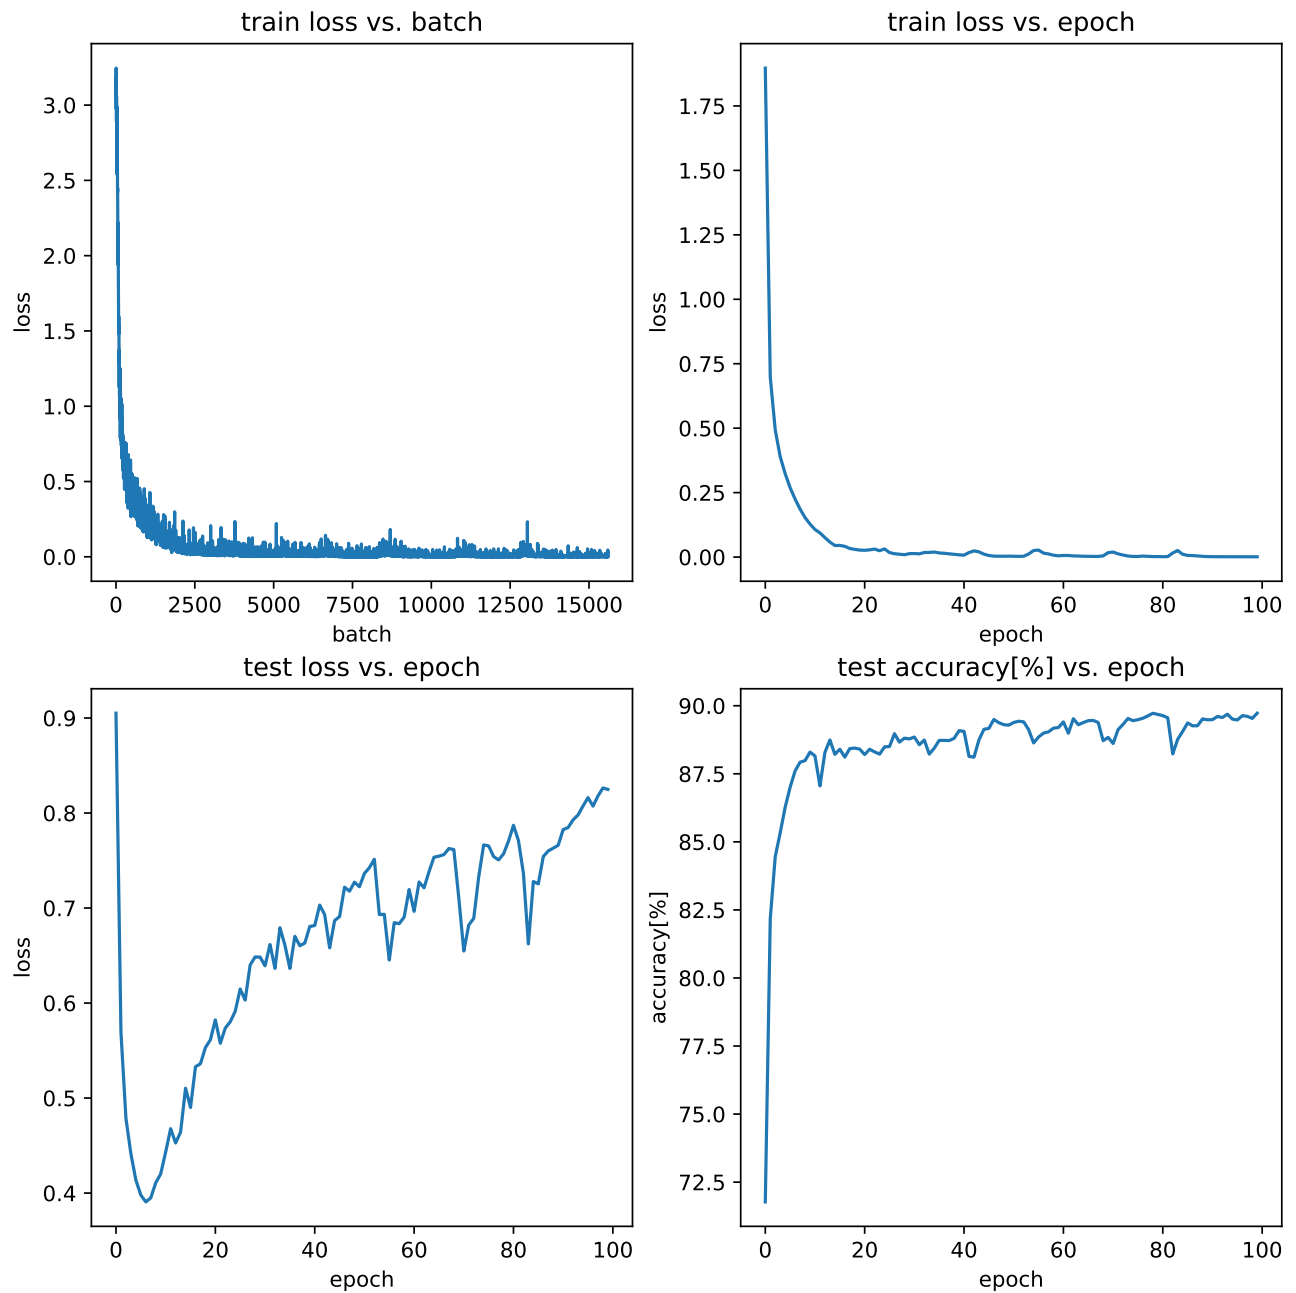 train loss vs. batch
3.0
2.5
2.0
1.5
1.0
0.5
0.0
loss
0 2500 5000 7500 10000 12500 15000
batch
train loss vs. epoch
1.75
1.50
1.25
1.00
0.75
0.50
0.25
0.00
loss
0 20 40 60 80 100
epoch
test loss vs. epoch
0.9
0.8
0.7
0.6
0.5
0.4
loss
0 20 40 60 80 100
epoch
test accuracy[%] vs. epoch
90.0
87.5
85.0
82.5
80.0
77.5
75.0
72.5
accuracy[%]
0 20 40 60 80 100
epoch